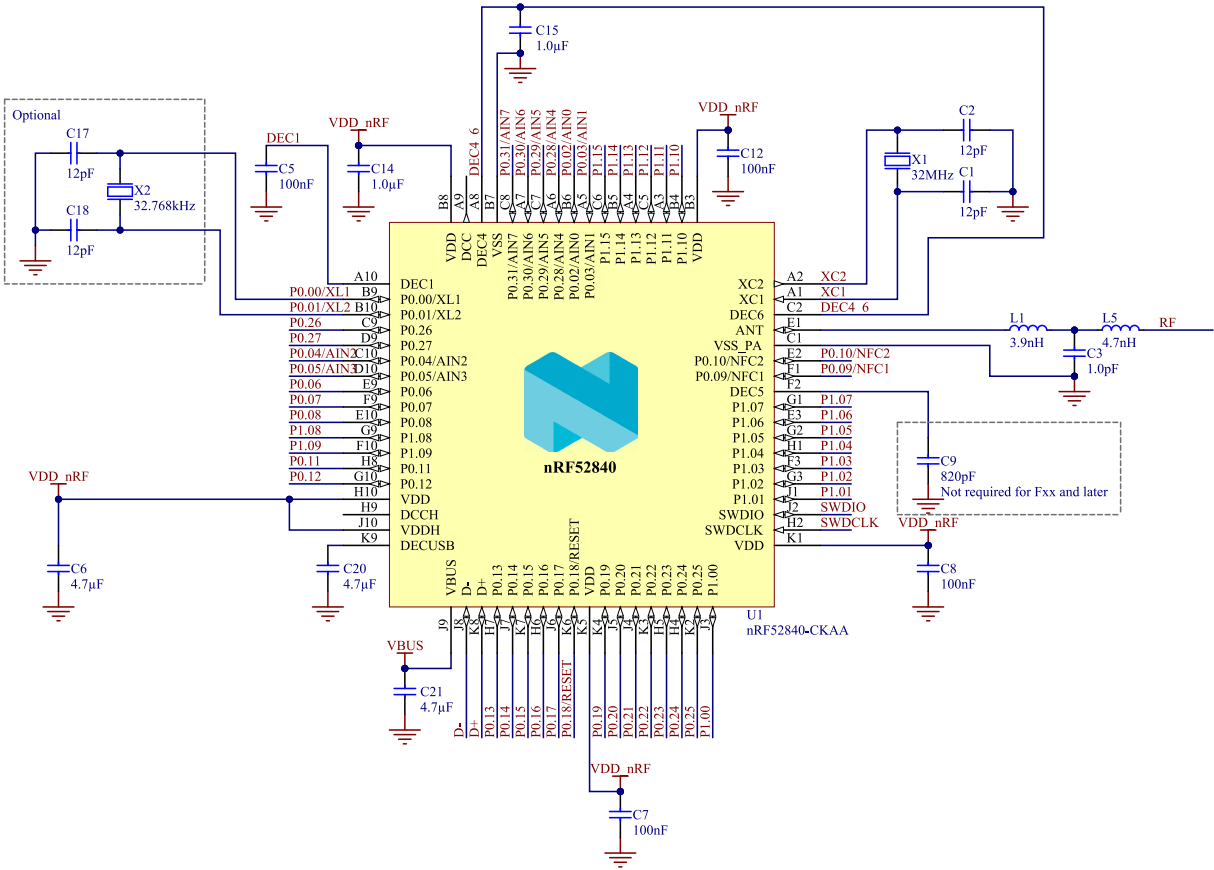 C15
1.0µF
Optional
C17
12pF
X2
32.768kHz
C18
12pF
DEC1
C5
100nF
VDD_nRF
C14
1.0µF
DEC4_6
P0.31/AIN7
P0.30/AIN6
P0.29/AIN5
P0.28/AIN4
P0.02/AIN0
P0.03/AIN1
P1.15
P1.14
P1.13
P1.12
P1.11
P1.10
VDD_nRF
C12
100nF
C2
12pF
X1
32MHz
C1
12pF
B8
A9
A8
B7
C8
A7
C7
A6
B6
A5
C6
B5
A4
C5
A3
B4
B3
VDD
DCC
DEC4
VSS
P0.31/AIN7
P0.30/AIN6
P0.29/AIN5
P0.28/AIN4
P0.02/AIN0
P0.03/AIN1
P1.15
P1.14
P1.13
P1.12
P1.11
P1.10
VDD
A10 DEC1
P0.00/XL1 B9 P0.00/XL1
P0.01/XL2 B10 P0.01/XL2
P0.26 C9 P0.26
P0.27 D9 P0.27
P0.04/AIN2 C10 P0.04/AIN2
P0.05/AIN3 D10 P0.05/AIN3
P0.06 E9 P0.06
P0.07 F9 P0.07
P0.08 E10 P0.08
P1.08 G9 P1.08
P1.09 F10 P1.09
P0.11 H8 P0.11
P0.12 G10 P0.12
H10 VDD
H9 DCCH
J10 VDDH
K9 DECUSB
XC2 A2 XC2
XC1 A1 XC1
DEC6 C2 DEC4_6
ANT E1
VSS_PA C1
P0.10/NFC2 E2 P0.10/NFC2
P0.09/NFC1 F1 P0.09/NFC1
DEC5 F2
P1.07 G1 P1.07
P1.06 E3 P1.06
P1.05 G2 P1.05
P1.04 H1 P1.04
P1.03 F3 P1.03
P1.02 G3 P1.02
P1.01 J1 P1.01
SWDIO J2 SWDIO
SWDCLK H2 SWDCLK
VDD K1
L1
3.9nH
L5
4.7nH
RF
C3
1.0pF
C9
820pF
Not required for Fxx and later
VDD_nRF
C8
100nF
nRF52840
VDD_nRF
C6
4.7µF
C20
4.7µF
VBUS
D-
D+
P0.13
P0.14
P0.15
P0.16
P0.17
P0.18/RESET
VDD
P0.19
P0.20
P0.21
P0.22
P0.23
P0.24
P0.25
P1.00
U1
nRF52840-CKAA
J9
J8
K8
H7
J7
K7
H6
J6
K6
K5
K4
J5
J4
K3
H5
H4
K2
J3
VBUS
C21
4.7µF
D-
D+
P0.13
P0.14
P0.15
P0.16
P0.17
P0.18/RESET
P0.19
P0.20
P0.21
P0.22
P0.23
P0.24
P0.25
P1.00
VDD_nRF
C7
100nF